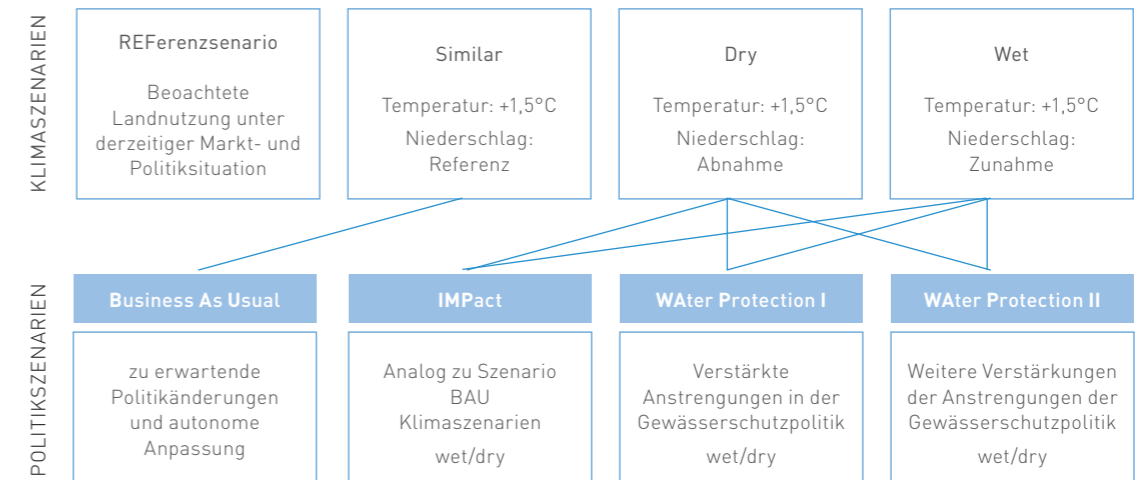 KLIMASZENARIEN
REFerenzsenario
Beoachtete
Landnutzung unter
derzeitiger Markt- und
Politiksituation
Similar
Temperatur: +1,5°C
Niederschlag:
Referenz
Dry
Temperatur: +1,5°C
Niederschlag:
Abnahme
Wet
Temperatur: +1,5°C
Niederschlag:
Zunahme
POLITIKSZENARIEN
Business As Usual
zu erwartende
Politikänderungen
und autonome
Anpassung
IMPact
Analog zu Szenario
BAU
Klimaszenarien
wet/dry
WAter Protection I
Verstärkte
Anstrengungen in der
Gewässerschutzpolitik
wet/dry
WAter Protection II
Weitere Verstärkungen
der Anstrengungen der
Gewässerschutzpolitik
wet/dry